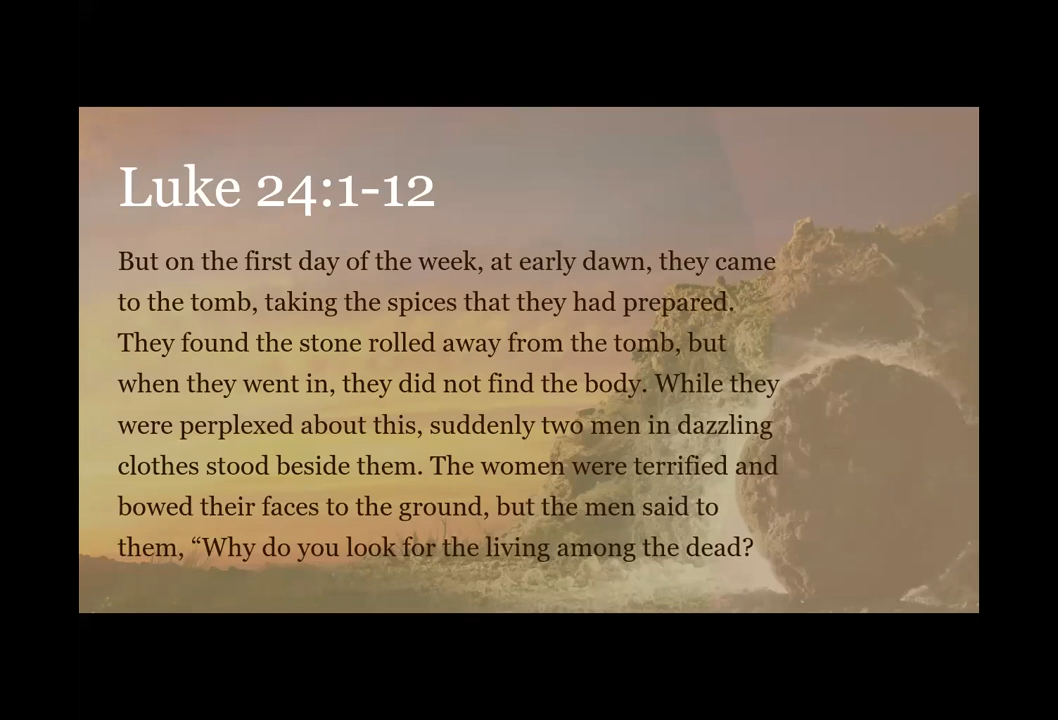 Luke 24:1-12
But on the first day of the week, at early dawn, they came
to the tomb, taking the spices that they had prepared.
They found the stone rolled away from the tomb, but
when they went in, they did not find the body. While they
were perplexed about this, suddenly two men in dazzling
clothes stood beside them. The women were terrified and
bowed their faces to the ground, but the men said to
them, “Why do you look for the living among the dead?